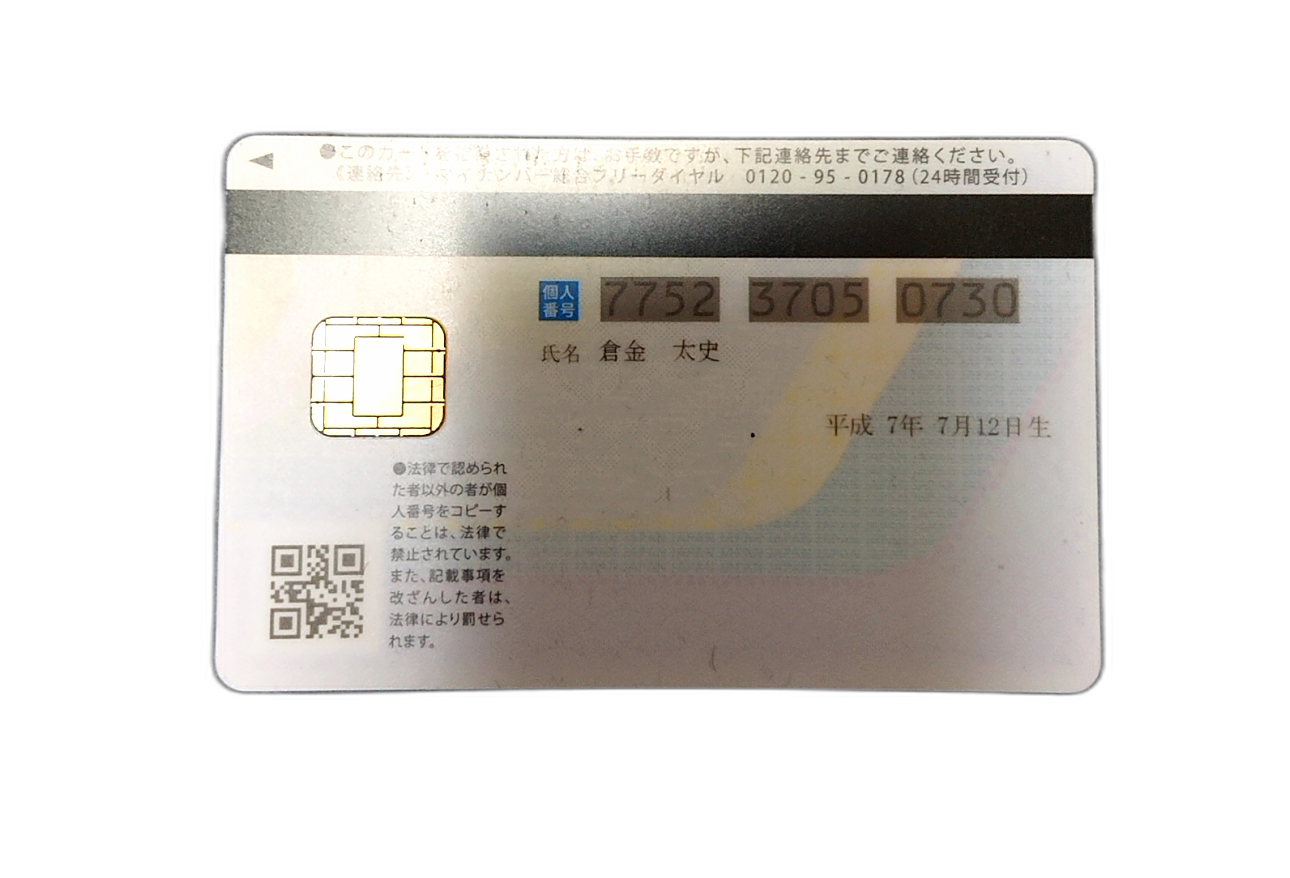 ●このカードを拾得された方は、お手数ですが、下記連絡先までご連絡ください。
《連絡先》マイナンバー総合フリーダイヤル 0120 - 95 - 0178(24時間受付)
個人番号 7752 3705 0730
氏名 倉金 太史
平成 7年 7月12日生
●法律で認められ
た者以外の者が個
人番号をコピーす
ることは、法律で
禁止されています。
また、記載事項を
改ざんした者は、
法律により罰せら
れます。